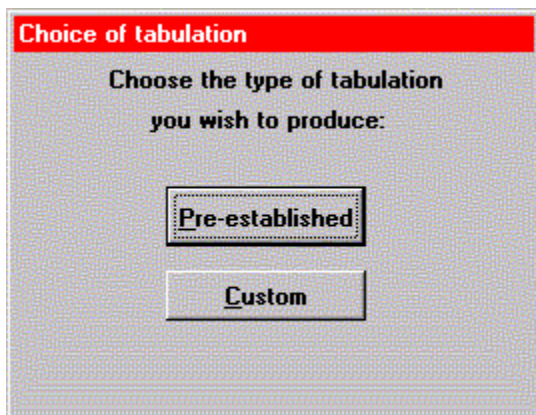 Choice of tabulation
Choose the type of tabulation
you wish to produce:
Pre-established
Custom